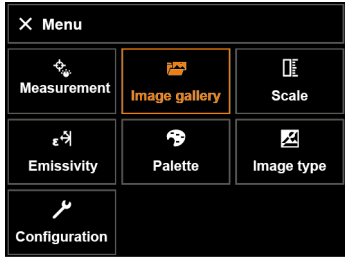 Menu
Measurement
Image gallery
Scale
ε
Emissivity
Palette
Image type
Configuration